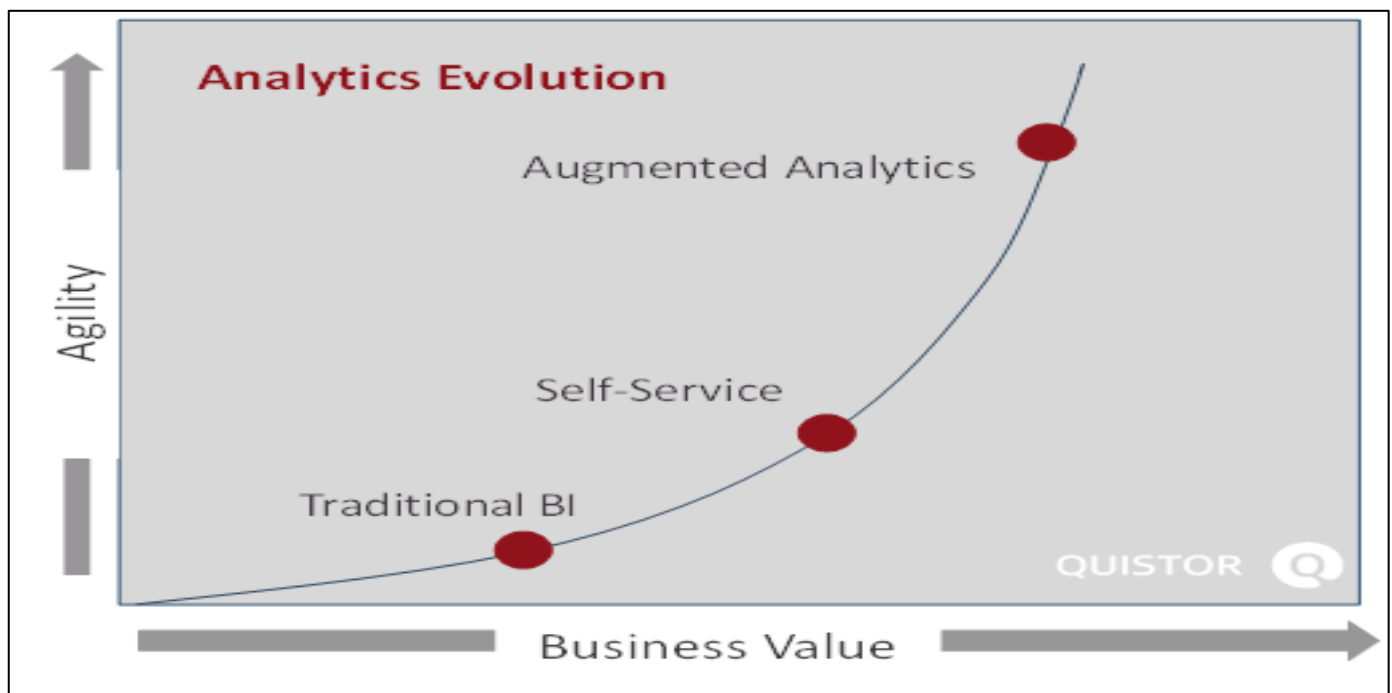 Analytics Evolution
Augmented Analytics
Agility
Self-Service
Traditional BI
QUISTOR Q
Business Value